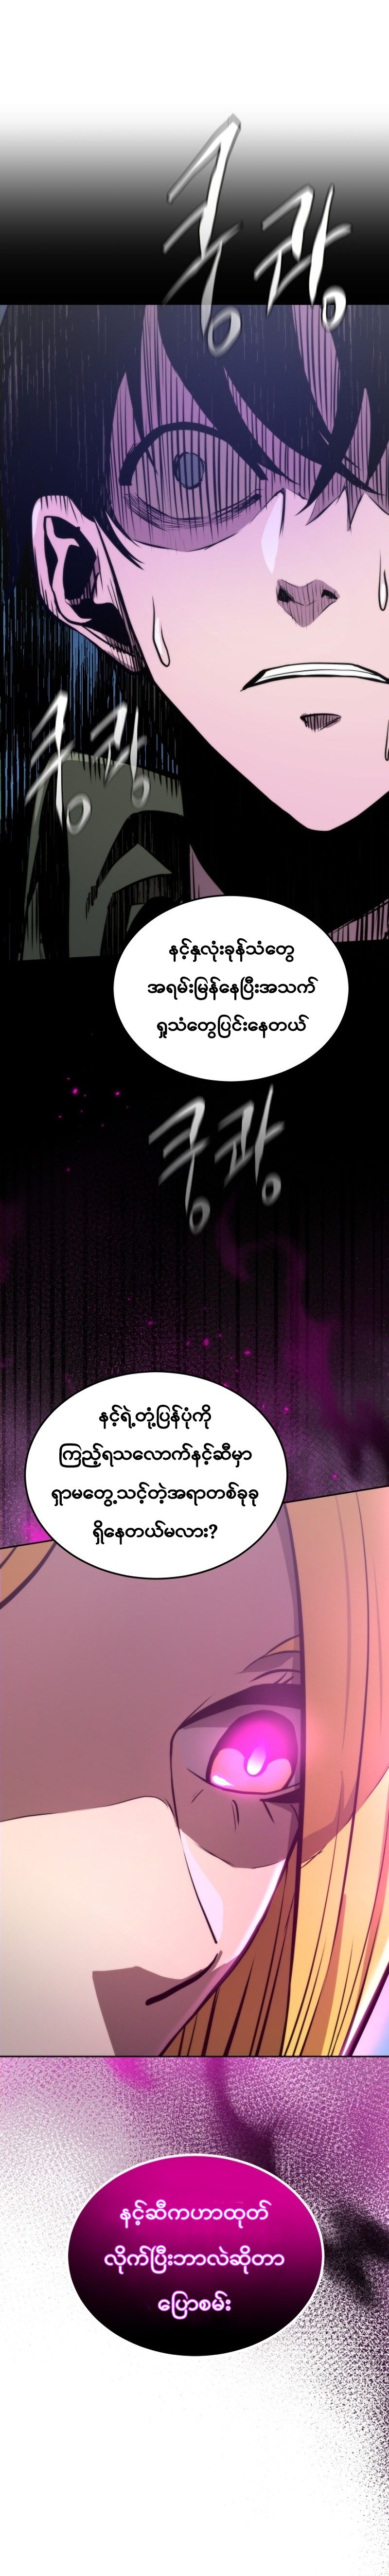 쿵쾅
쿵쾅
နင့်နှလုံးခုန်သံတွေ
အရမ်းမြန်နေပြီးအသက်
ရှူသံတွေပြင်းနေတယ်
쿵쾅
နင့်ရဲ့တုံ့ပြန်ပုံကို
ကြည့်ရသလောက်နင့်ဆီမှာ
ရှာမတွေ့သင့်တဲ့အရာတစ်ခုခု
ရှိနေတယ်မလား?
နင့်ဆီကဟာထုတ်
လိုက်ပြီးဘာလဲဆိုတာ
ပြောစမ်း